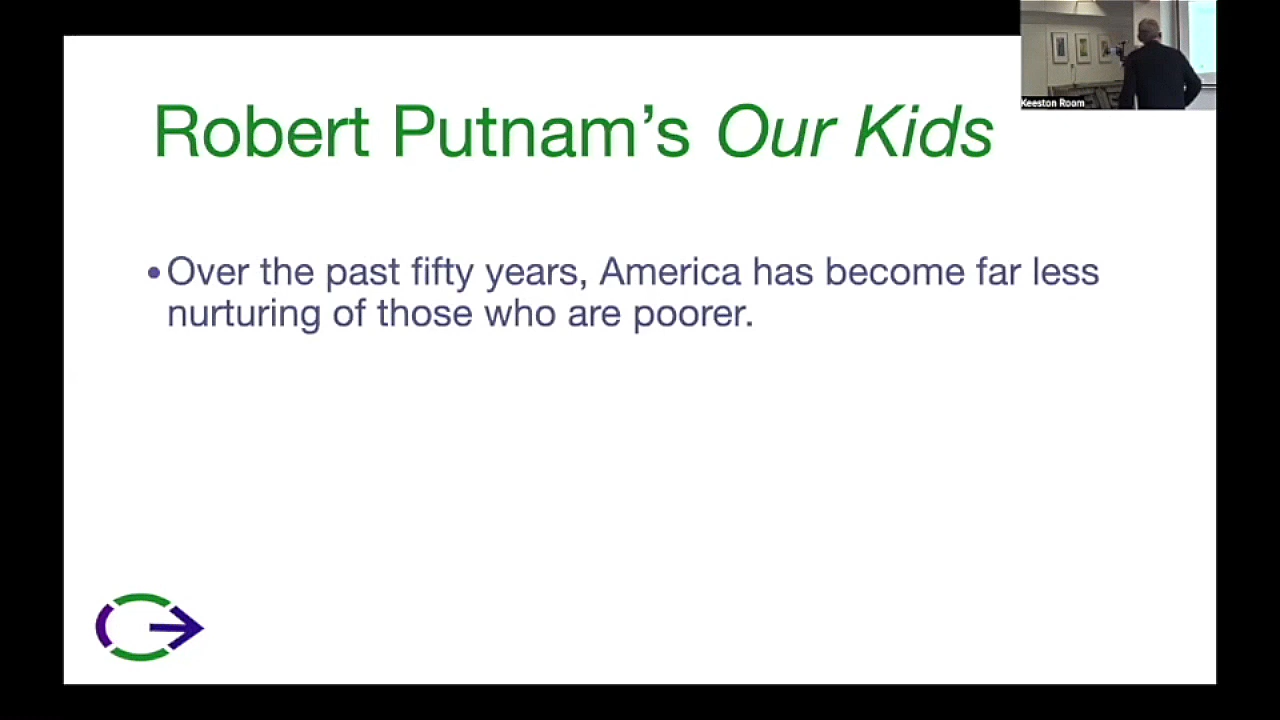 Robert Putnam’s Our Kids
Keeston Room
•Over the past fifty years, America has become far less
nurturing of those who are poorer.